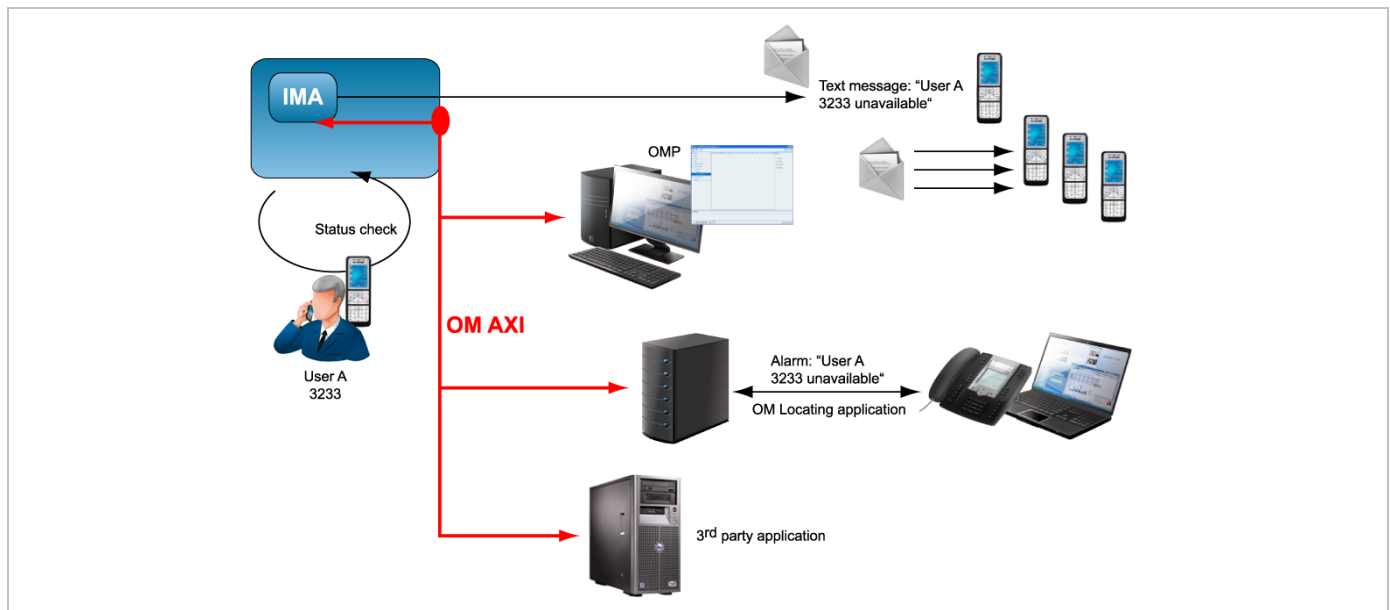 IMA
Text message: “User A
3233 unavailable“
OMP
Status check
User A
3233
OM AXI
Alarm: “User A
3233 unavailable“
OM Locating application
3rd party application